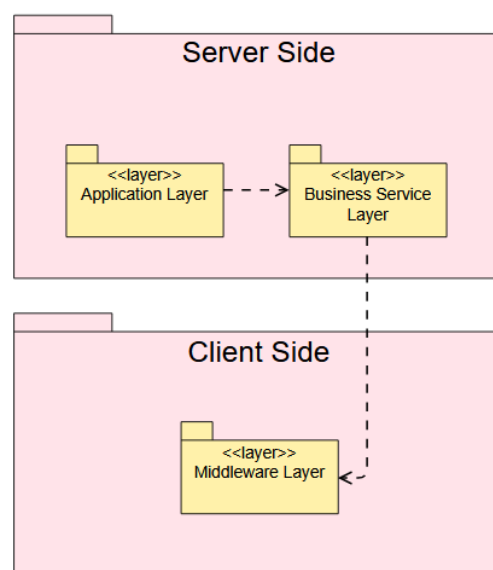 Server Side
<<layer>>
Application Layer
<<layer>>
Business Service
Layer
Client Side
<<layer>>
Middleware Layer